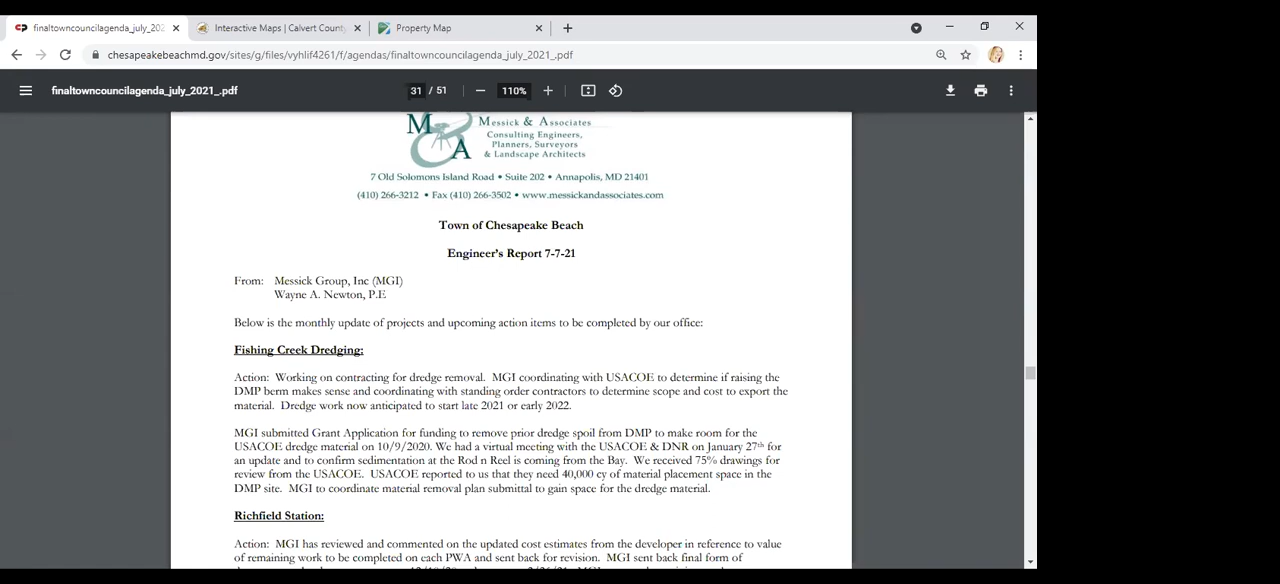 finaltowncouncilagenda_july_202
Interactive Maps | Calvert County
Property Map
chesapeakebeachmd.gov/sites/g/files/vyhlif4261/f/agendas/finaltowncouncilagenda_july_2021_.pdf
finaltowncouncilagenda_july_2021_.pdf
31 / 51
110%
M A
Messick & Associates
Consulting Engineers,
Planners, Surveyors
& Landscape Architects
7 Old Solomons Island Road • Suite 202 • Annapolis, MD 21401
(410) 266-3212 • Fax (410) 266-3502 • www.messickandassociates.com
Town of Chesapeake Beach
Engineer's Report 7-7-21
From: Messick Group, Inc (MGI)
Wayne A. Newton, P.E
Below is the monthly update of projects and upcoming action items to be completed by our office:
Fishing Creek Dredging:
Action: Working on contracting for dredge removal. MGI coordinating with USACOE to determine if raising the
DMP berm makes sense and coordinating with standing order contractors to determine scope and cost to export the
material. Dredge work now anticipated to start late 2021 or early 2022.
MGI submitted Grant Application for funding to remove prior dredge spoil from DMP to make room for the
USACOE dredge material on 10/9/2020. We had a virtual meeting with the USACOE & DNR on January 27th for
an update and to confirm sedimentation at the Rod n Reel is coming from the Bay. We received 75% drawings for
review from the USACOE. USACOE reported to us that they need 40,000 cy of material placement space in the
DMP site. MGI to coordinate material removal plan submittal to gain space for the dredge material.
Richfield Station:
Action: MGI has reviewed and commented on the updated cost estimates from the developer in reference to value
of remaining work to be completed on each PWA and sent back for revision. MGI sent back final form of